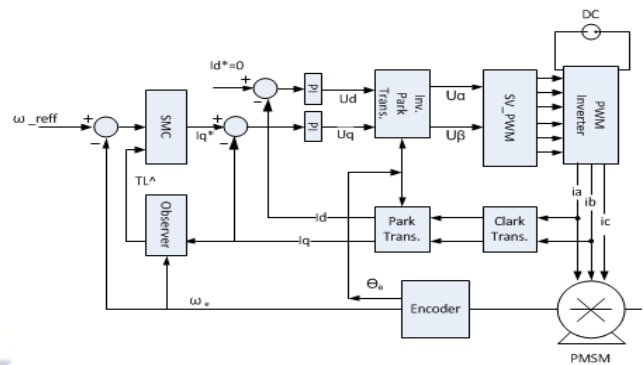 DC
Id*=0
+
−
PI
Ud
Inv. Park Trans.
Uα
SV_PWM
PWM Inverter
ω_reff
+
−
SMC
Iq*
+
−
PI
Uq
Uβ
ia
ib
ic
TL^
Observer
Id
Iq
Park Trans.
Clark Trans.
ωe
Θe
Encoder
PMSM